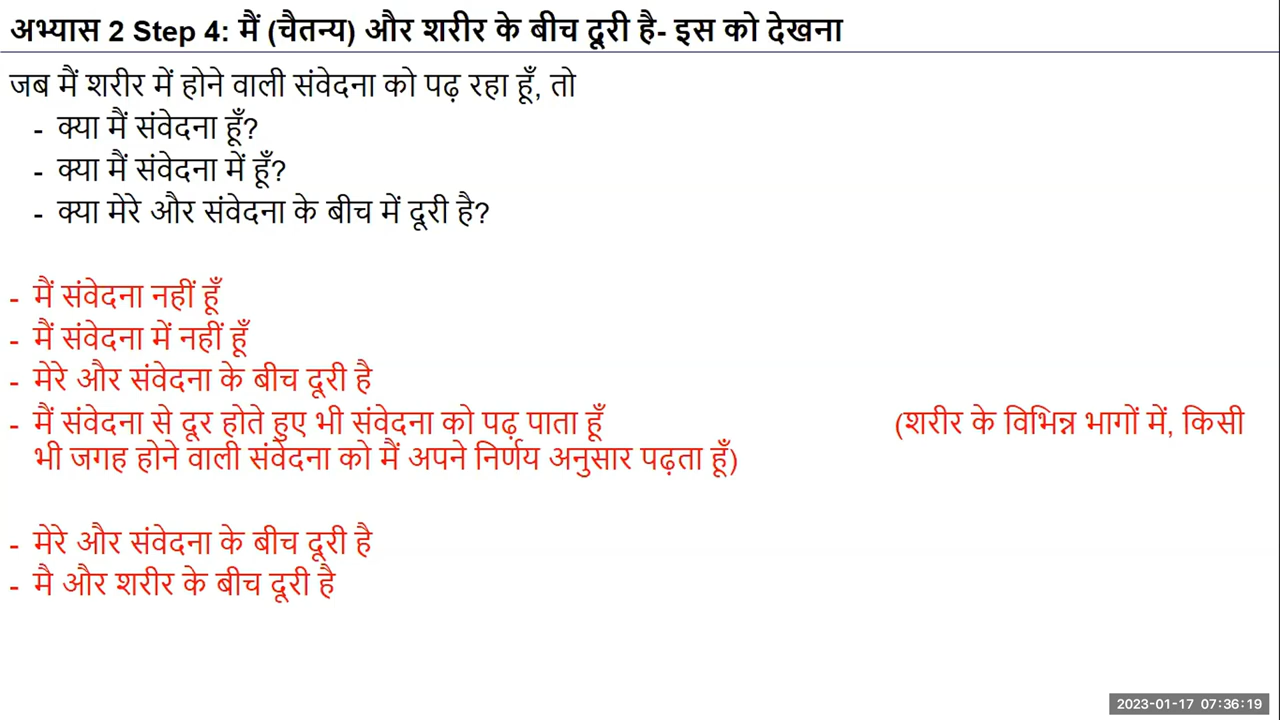 अभ्यास 2 Step 4: मैं (चैतन्य) और शरीर के बीच दूरी है- इस को देखना
जब मैं शरीर में होने वाली संवेदना को पढ़ रहा हूँ, तो
- क्या मैं संवेदना हूँ?
- क्या मैं संवेदना में हूँ?
- क्या मेरे और संवेदना के बीच में दूरी है?
- मैं संवेदना नहीं हूँ
- मैं संवेदना में नहीं हूँ
- मेरे और संवेदना के बीच दूरी है
- मैं संवेदना से दूर होते हुए भी संवेदना को पढ़ पाता हूँ (शरीर के विभिन्न भागों में, किसी
भी जगह होने वाली संवेदना को मैं अपने निर्णय अनुसार पढ़ता हूँ)
- मेरे और संवेदना के बीच दूरी है
- मै और शरीर के बीच दूरी है
2023-01-17 07:36:19